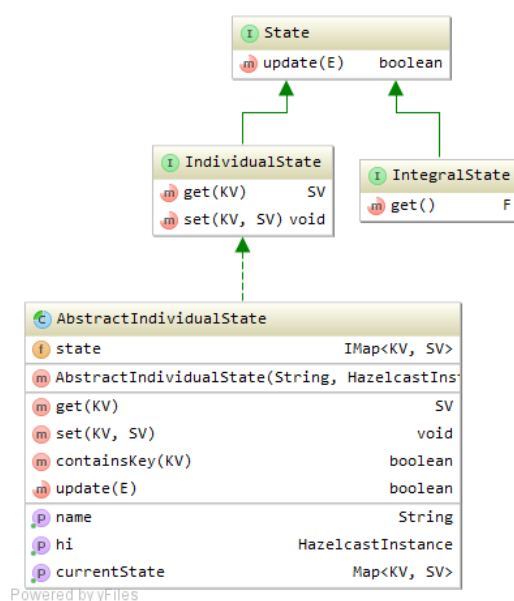 State
update(E) boolean
IndividualState
get(KV) SV
set(KV, SV) void
IntegralState
get() F
AbstractIndividualState
state IMap<KV, SV>
AbstractIndividualState(String, HazelcastInst
get(KV) SV
set(KV, SV) void
containsKey(KV) boolean
update(E) boolean
name String
hi HazelcastInstance
currentState Map<KV, SV>
Powered by yFiles